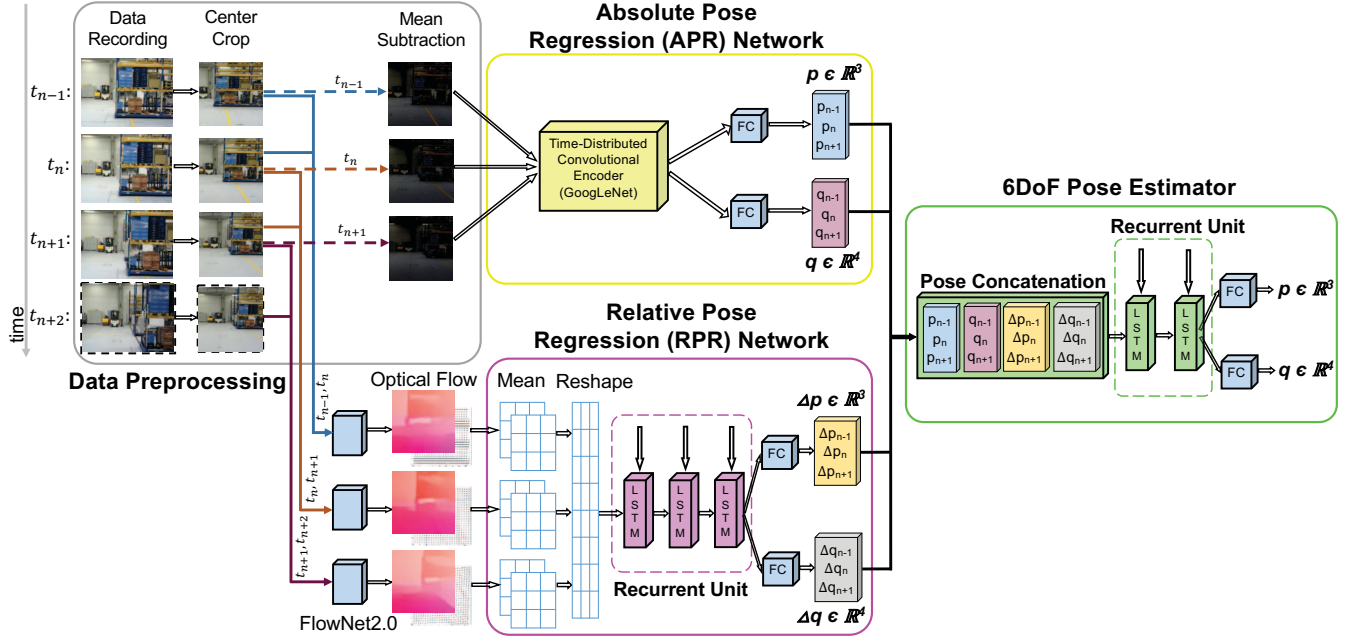 Data
Recording
Center
Crop
Mean
Subtraction
t_{n-1}:
t_n:
t_{n+1}:
t_{n+2}:
time
t_{n-1}
t_n
t_{n+1}
Data Preprocessing
Absolute Pose
Regression (APR) Network
Time-Distributed
Convolutional
Encoder
(GoogLeNet)
FC
FC
p ϵ ℝ³
p_{n-1}
p_n
p_{n+1}
q_{n-1}
q_n
q_{n+1}
q ϵ ℝ⁴
t_{n-1}, t_n
t_n, t_{n+1}
t_{n+1}, t_{n+2}
FlowNet2.0
Optical Flow
Relative Pose
Regression (RPR) Network
Mean
Reshape
LSTM
LSTM
LSTM
Recurrent Unit
FC
FC
Δp ϵ ℝ³
Δp_{n-1}
Δp_n
Δp_{n+1}
Δq_{n-1}
Δq_n
Δq_{n+1}
Δq ϵ ℝ⁴
6DoF Pose Estimator
Pose Concatenation
p_{n-1}
p_n
p_{n+1}
q_{n-1}
q_n
q_{n+1}
Δp_{n-1}
Δp_n
Δp_{n+1}
Δq_{n-1}
Δq_n
Δq_{n+1}
Recurrent Unit
LSTM
LSTM
FC
FC
p ϵ ℝ³
q ϵ ℝ⁴